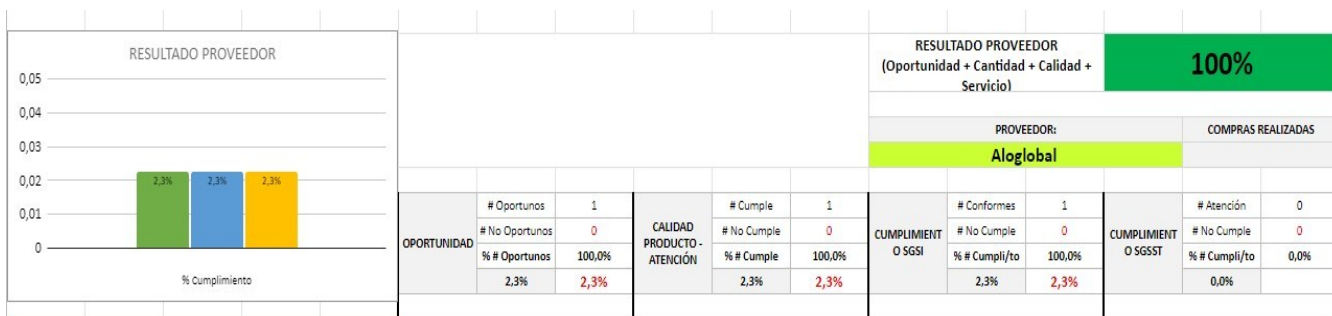 RESULTADO PROVEEDOR
0,05
0,04
0,03
0,02
0,01
0
2,3% 2,3% 2,3%
% Cumplimiento
RESULTADO PROVEEDOR
(Oportunidad + Cantidad + Calidad +
Servicio)
100%
PROVEEDOR: COMPRAS REALIZADAS
Aloglobal
OPORTUNIDAD
# Oportunos 1
# No Oportunos 0
% # Oportunos 100,0%
2,3% 2,3%
CALIDAD
PRODUCTO -
ATENCIÓN
# Cumple 1
# No Cumple 0
% # Cumple 100,0%
2,3% 2,3%
CUMPLIMIENT
O SGSI
# Conformes 1
# No Cumple 0
% # Cumpli/to 100,0%
2,3% 2,3%
CUMPLIMIENT
O SGSST
# Atención 0
# No Cumple 0
% # Cumpli/to 0,0%
0,0%